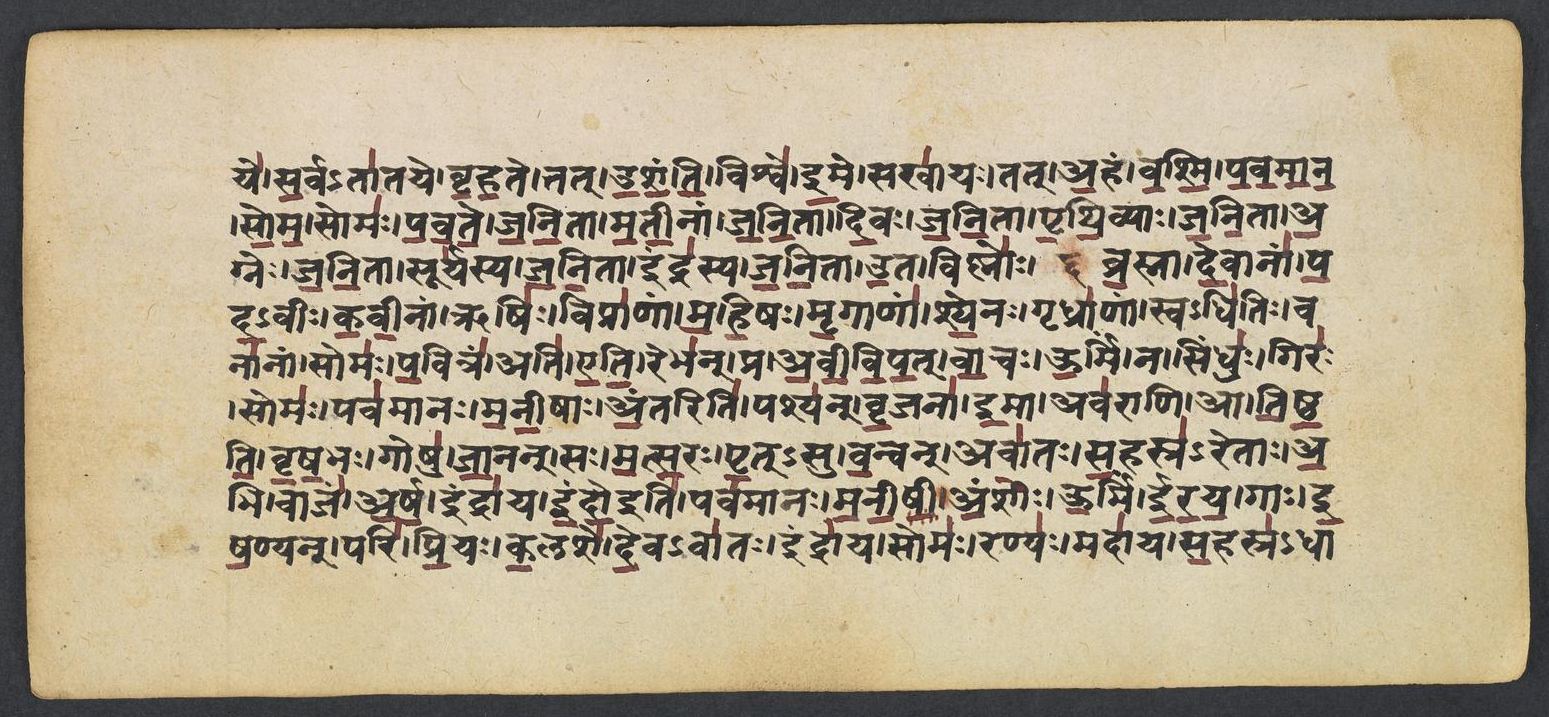 ये।सर्वऽतातये।बृहते।तत्।उशंति।विश्वे।इमे।सखायः।तत्।अहं।वश्मि।पवमान
।सोम।सोमः।पवते।जनिता।मतीनां।जनिता।दिवः।जनिता।पृथिव्याः।जनिता।अ
ग्नेः।जनिता।सूर्यस्य।जनिता।इंद्रस्य।जनिता।उत।विष्णोः। ब्रह्मा।देवानां।प
दऽवीः।कवीनां।ऋषिः।विप्राणां।महिषः।मृगाणां।श्येनः।गृध्राणां।स्वऽधितिः।व
नानां।सोमः।पवित्रं।अति।एति।रेभन्।प्र।अवीविपत्।वाचः।ऊर्मिं।न।सिंधुः।गिरः
।सोमः।पवमानः।मनीषाः।अंतरिति।पश्यन्।वृजना।इमा।अवराणि।आ।तिष्ठ
ति।वृषभः।गोषु।जानन्।सः।मत्सरः।पृत्ऽसु।वन्वन्।अवातः।सहस्रऽरेताः।अ
भि।वाजं।अर्ष।इंद्राय।इंदो इति।पवमानः।मनीषी।अंशोः।ऊर्मिं।ईरय।गाः।इ
षण्यन्।परि।प्रियः।कलशे।देवऽवातः।इंद्राय।सोमः।रण्यः।मदाय।सहस्रऽधा